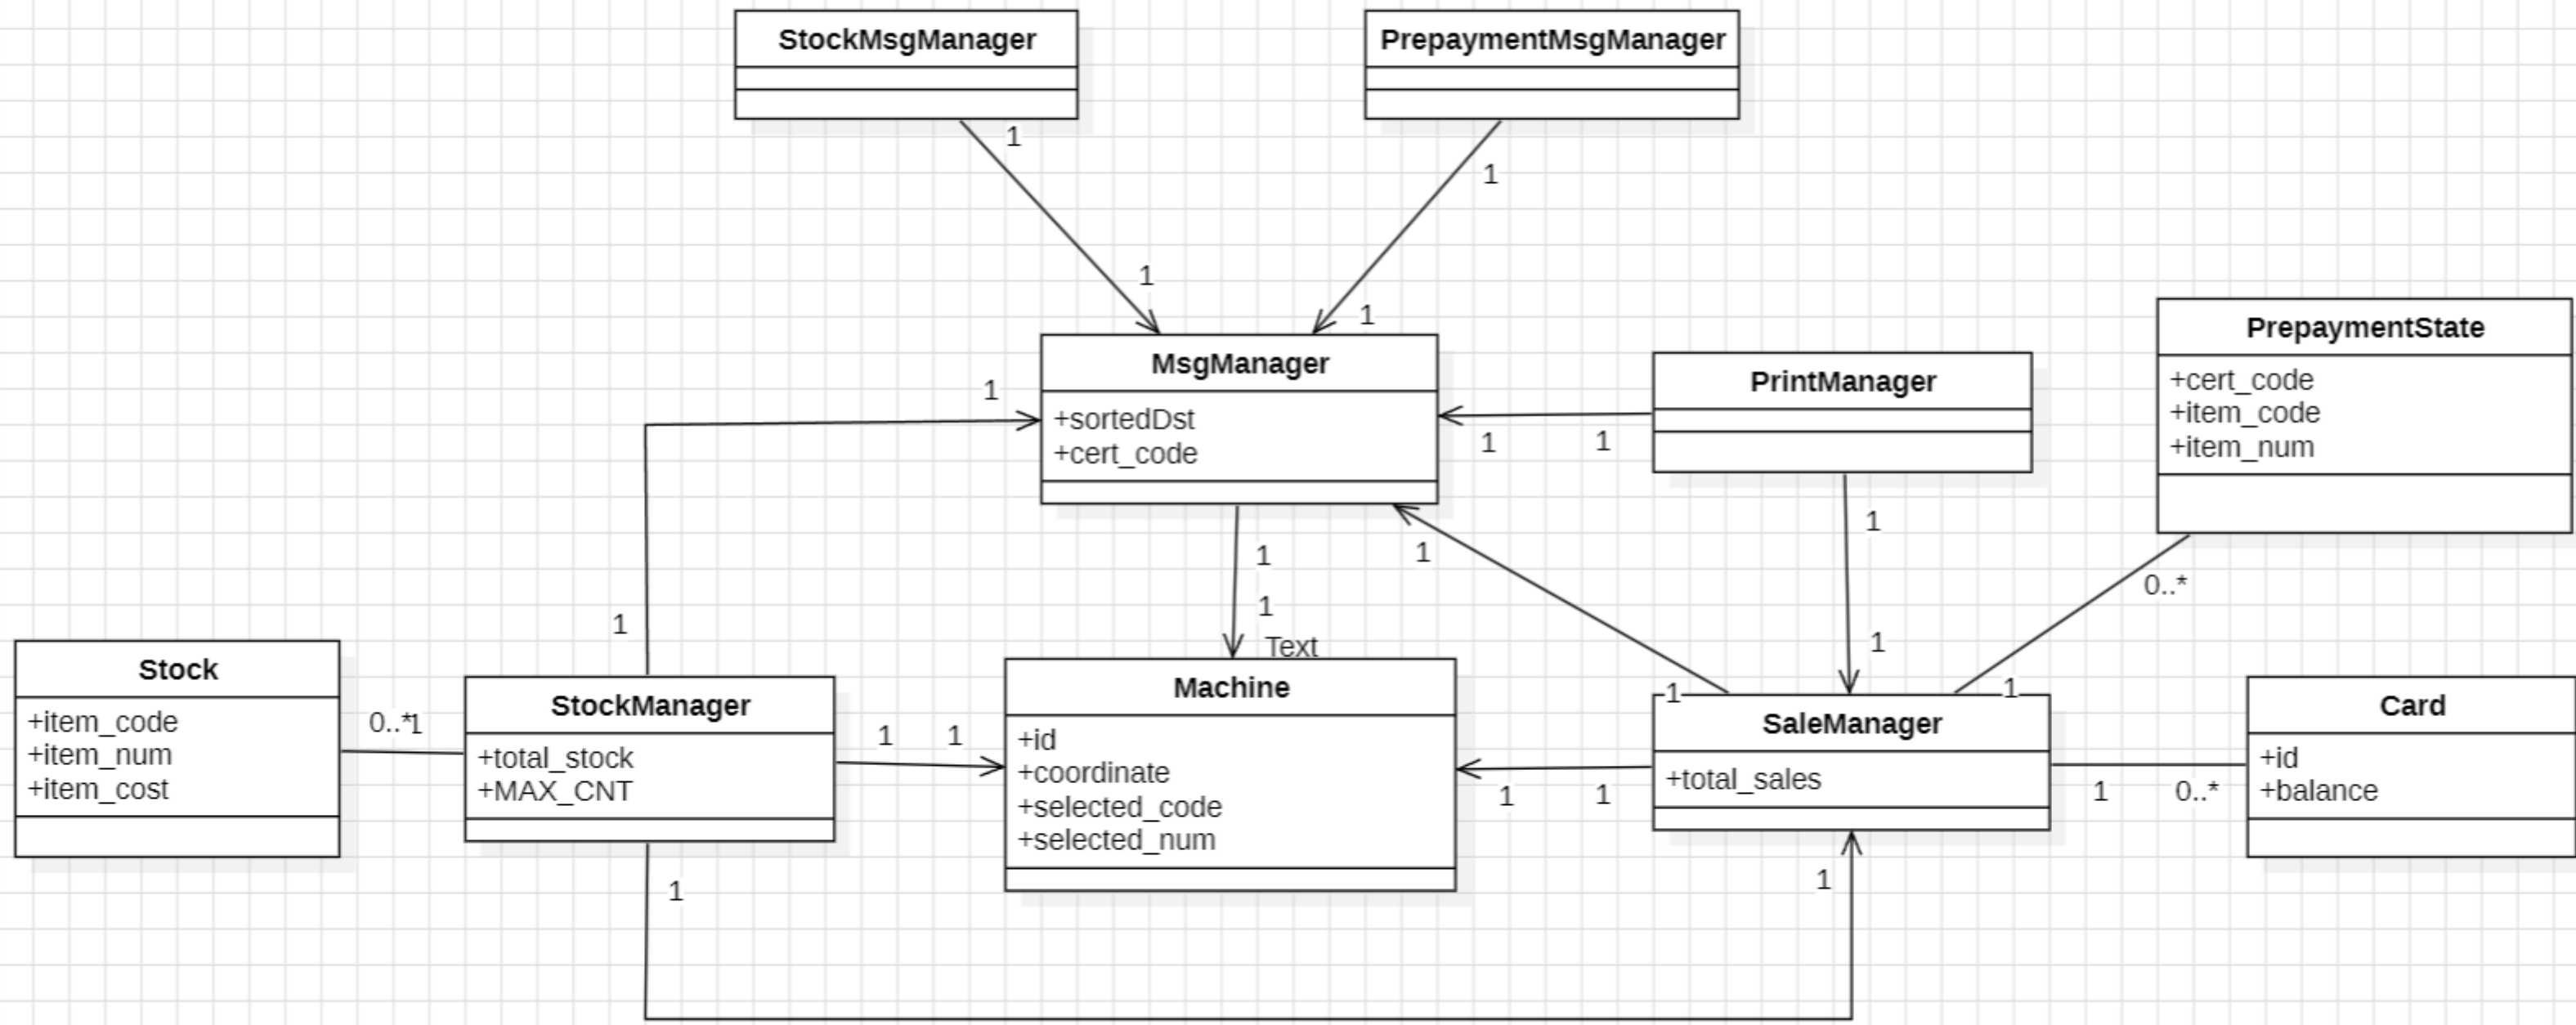 StockMsgManager
PrepaymentMsgManager
1
1
1
1
MsgManager
+sortedDst
+cert_code
1
1
1
PrintManager
PrepaymentState
+cert_code
+item_code
+item_num
1
1
1
1
1
1
0..*
1
1
Text
Stock
+item_code
+item_num
+item_cost
0..*
1
StockManager
+total_stock
+MAX_CNT
1
1
Machine
+id
+coordinate
+selected_code
+selected_num
1
1
1
SaleManager
+total_sales
1
0..*
Card
+id
+balance
1
1